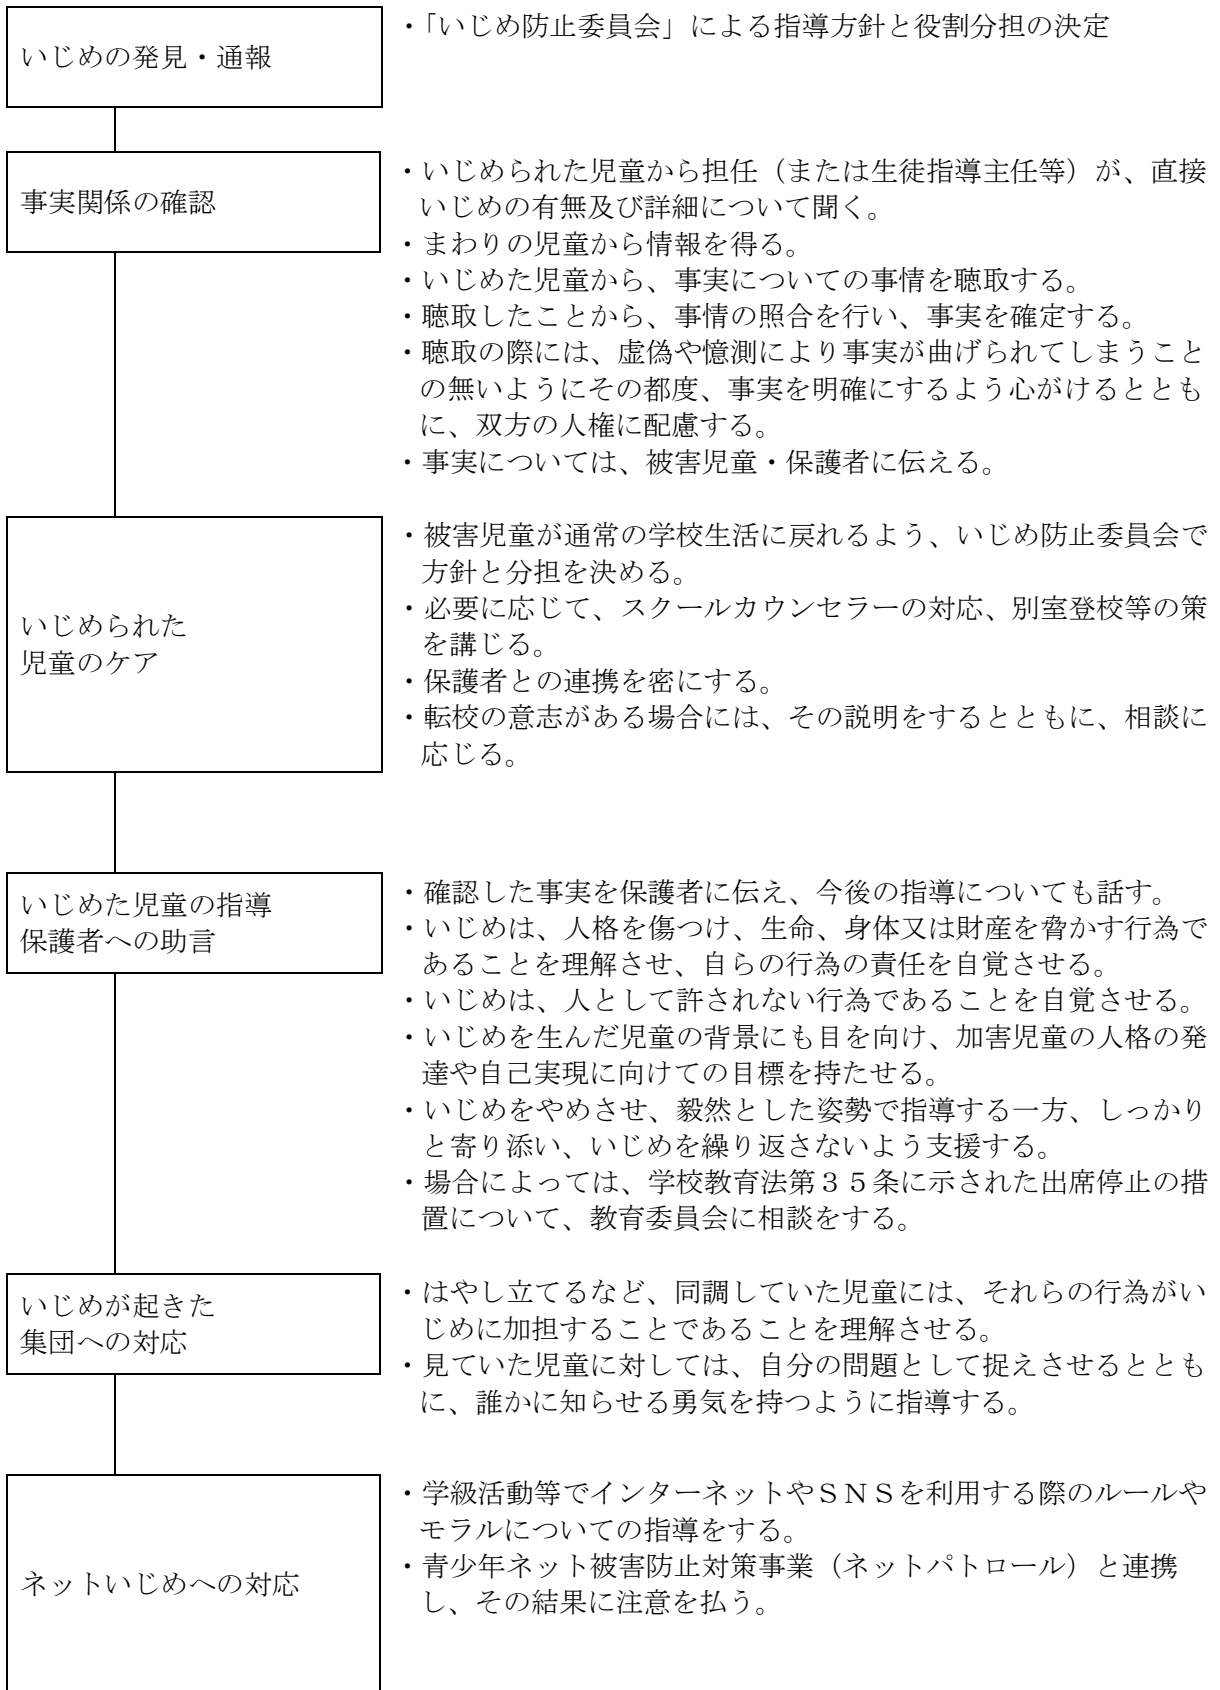 いじめの発見・通報
・「いじめ防止委員会」による指導方針と役割分担の決定
事実関係の確認
・いじめられた児童から担任（または生徒指導主任等）が、直接
いじめの有無及び詳細について聞く。
・まわりの児童から情報を得る。
・いじめた児童から、事実についての事情を聴取する。
・聴取したことから、事情の照合を行い、事実を確定する。
・聴取の際には、虚偽や憶測により事実が曲げられてしまうこと
の無いようにその都度、事実を明確にするよう心がけるととも
に、双方の人権に配慮する。
・事実については、被害児童・保護者に伝える。
いじめられた
児童のケア
・被害児童が通常の学校生活に戻れるよう、いじめ防止委員会で
方針と分担を決める。
・必要に応じて、スクールカウンセラーの対応、別室登校等の策
を講じる。
・保護者との連携を密にする。
・転校の意志がある場合には、その説明をするとともに、相談に
応じる。
いじめた児童の指導
保護者への助言
・確認した事実を保護者に伝え、今後の指導についても話す。
・いじめは、人格を傷つけ、生命、身体又は財産を脅かす行為で
あることを理解させ、自らの行為の責任を自覚させる。
・いじめは、人として許されない行為であることを自覚させる。
・いじめを生んだ児童の背景にも目を向け、加害児童の人格の発
達や自己実現に向けての目標を持たせる。
・いじめをやめさせ、毅然とした姿勢で指導する一方、しっかり
と寄り添い、いじめを繰り返さないよう支援する。
・場合によっては、学校教育法第３５条に示された出席停止の措
置について、教育委員会に相談をする。
いじめが起きた
集団への対応
・はやし立てるなど、同調していた児童には、それらの行為がい
じめに加担することであることを理解させる。
・見ていた児童に対しては、自分の問題として捉えさせるととも
に、誰かに知らせる勇気を持つように指導する。
ネットいじめへの対応
・学級活動等でインターネットやＳＮＳを利用する際のルールや
モラルについての指導をする。
・青少年ネット被害防止対策事業（ネットパトロール）と連携
し、その結果に注意を払う。